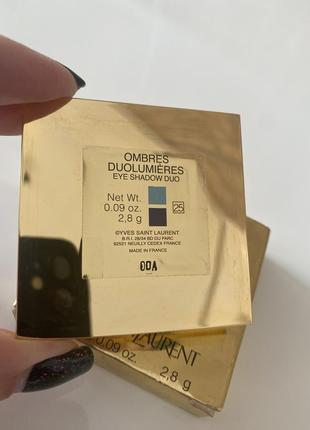 OMBRES
DUOLUMIÈRES
EYE SHADOW DUO
Net Wt.
0.09 oz.
2,8 g
25
©YVES SAINT LAURENT
B.R.I. 28/34 BD DU PARC
92521 NEUILLY CEDEX FRANCE
MADE IN FRANCE
00A
LAURENT
0.09 oz. 2,8 g